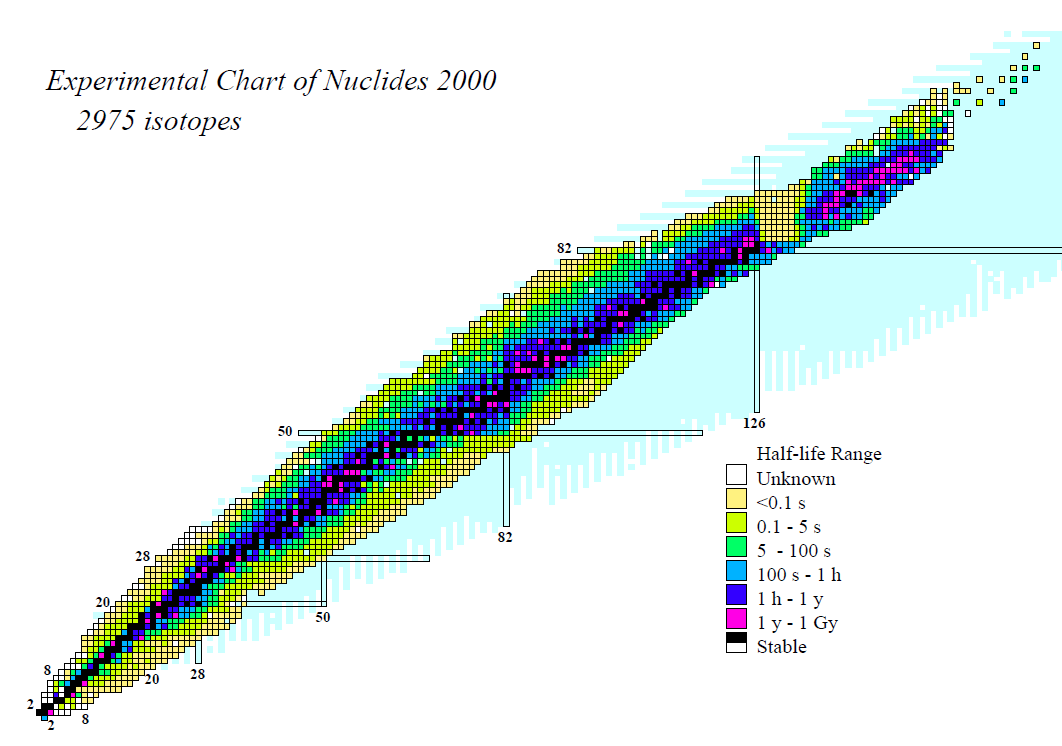 Experimental Chart of Nuclides 2000
2975 isotopes
82
50
126
Half-life Range
Unknown
<0.1 s
0.1 - 5 s
5 - 100 s
100 s - 1 h
1 h - 1 y
1 y - 1 Gy
Stable
82
28
20
50
8
28
20
2
8
2